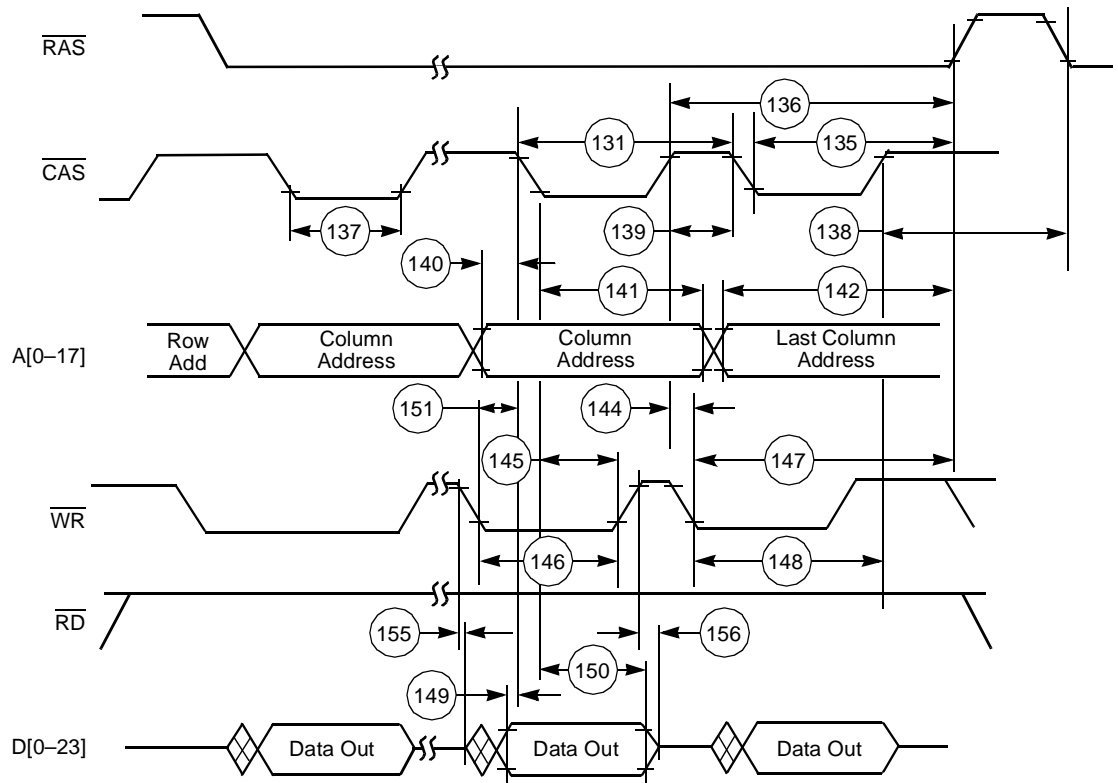 RAS
136
131
135
CAS
137
139
138
140
141
142
A[0–17]
Row
Add
Column
Address
Column
Address
Last Column
Address
151
144
145
147
WR
146
148
RD
155
156
150
149
D[0–23]
Data Out
Data Out
Data Out